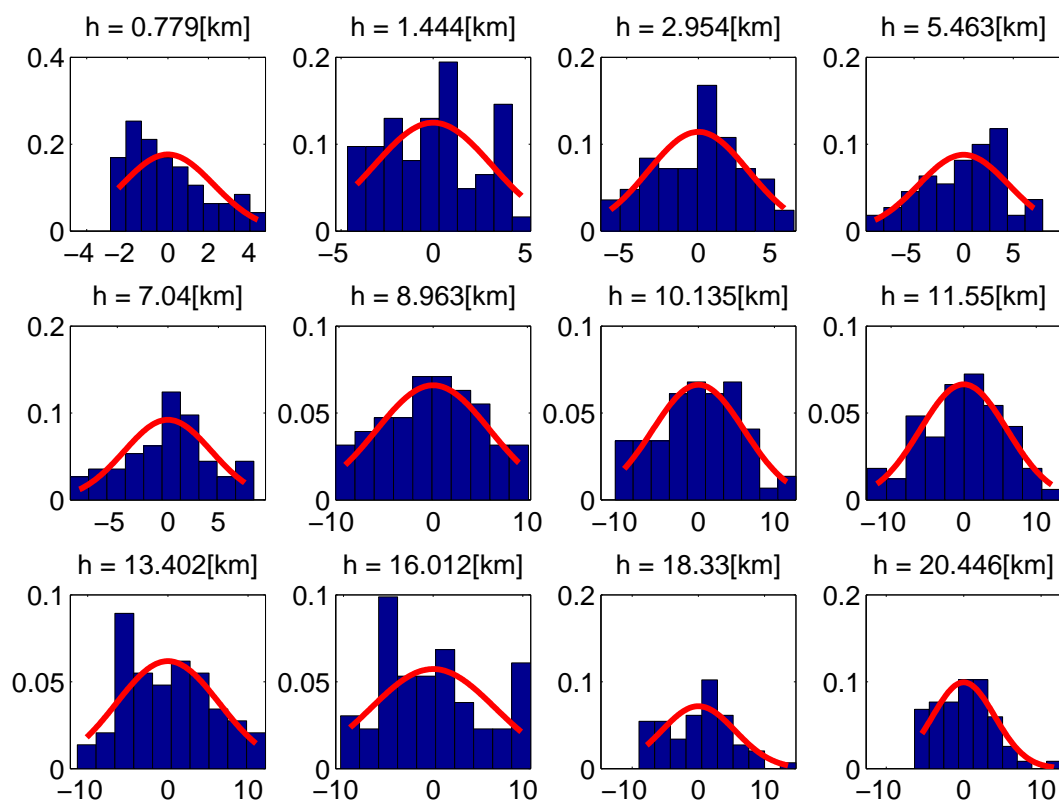 h = 0.779[km] h = 1.444[km] h = 2.954[km] h = 5.463[km]
0.4 0.2 0.2 0.2
0.2 0.1 0.1 0.1
0 0 0 0
−4 −2 0 2 4 −5 0 5 −5 0 5 −5 0 5
h = 7.04[km] h = 8.963[km] h = 10.135[km] h = 11.55[km]
0.2 0.1 0.1 0.1
0.1 0.05 0.05 0.05
0 0 0 0
−5 0 5 −10 0 10 −10 0 10 −10 0 10
h = 13.402[km] h = 16.012[km] h = 18.33[km] h = 20.446[km]
0.1 0.1 0.2 0.2
0.05 0.05 0.1 0.1
0 0 0 0
−10 0 10 −10 0 10 −10 0 10 −10 0 10